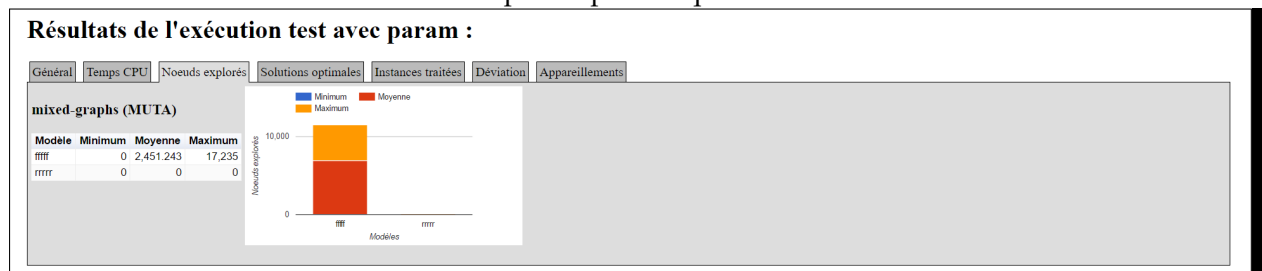 Résultats de l'exécution test avec param :
Général Temps CPU Noeuds explorés Solutions optimales Instances traitées Déviation Appareillements
mixed-graphs (MUTA)
Modèle Minimum Moyenne Maximum
fffff 0 2,451.243 17,235
rrrrr 0 0 0
Minimum Moyenne
Maximum
Noeuds explorés
10,000
0
fffff rrrrr
Modèles